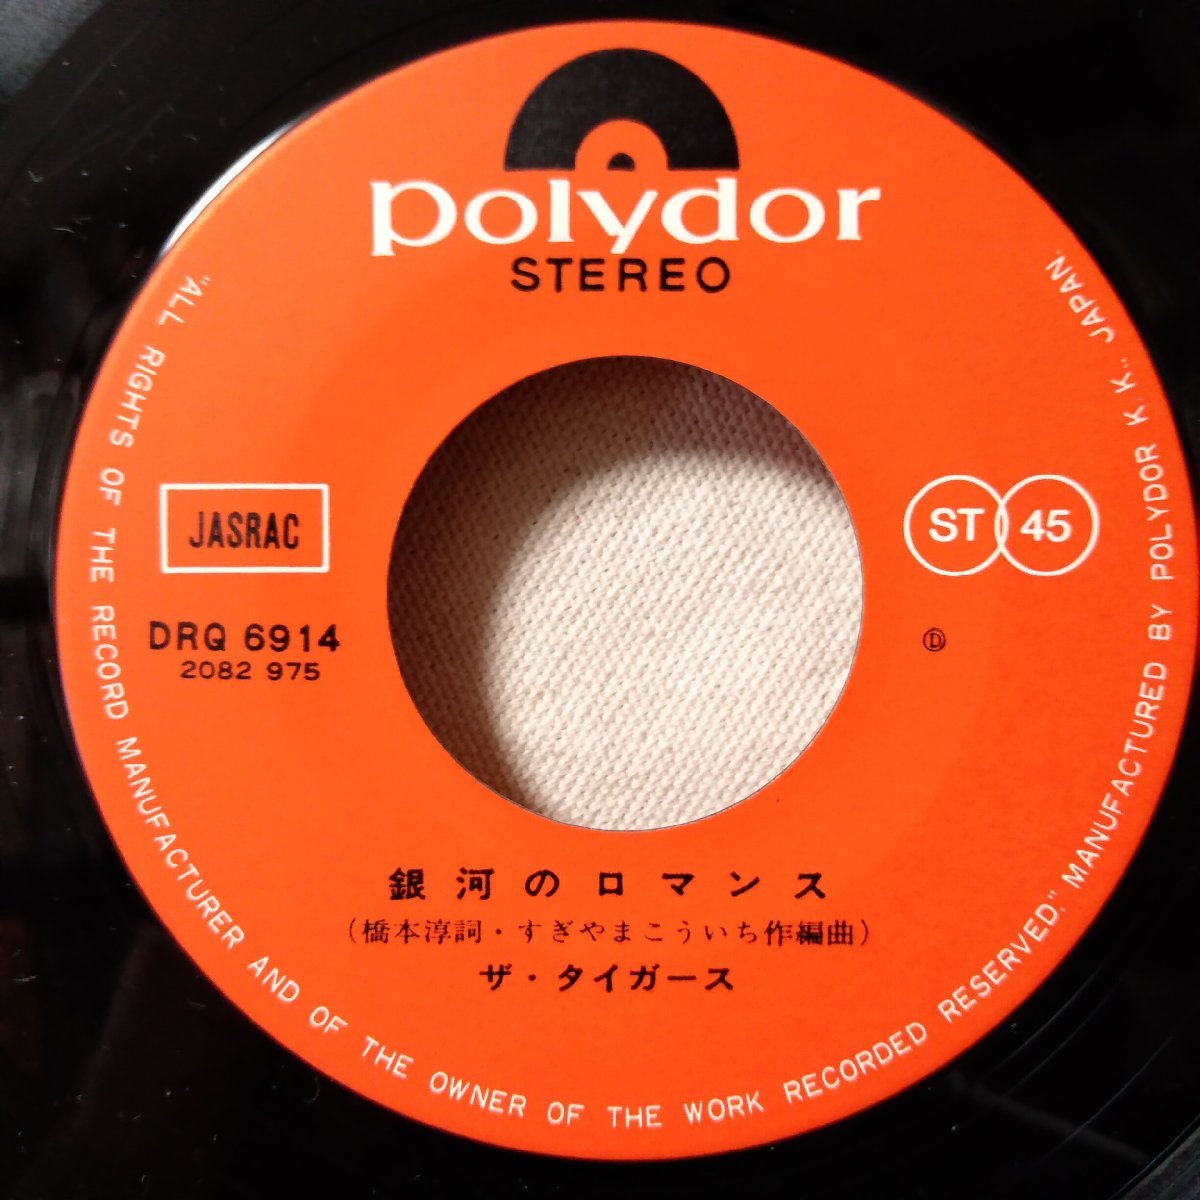 polydor
STEREO
JASRAC
ST 45
DRQ 6914
2082 975
Ⓓ
銀河のロマンス
(橋本淳詞・すぎやまこういち作編曲)
ザ・タイガース
"ALL RIGHTS OF THE RECORD MANUFACTURER AND OF THE OWNER OF THE WORK RECORDED RESERVED." MANUFACTURED BY POLYDOR K.K., JAPAN.